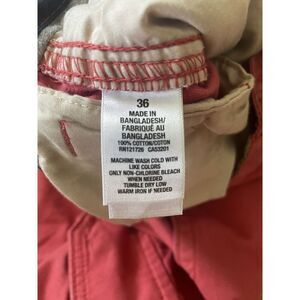 36
MADE IN
BANGLADESH/
FABRIQUÉ AU
BANGLADESH
100% COTTON/COTON
RN121726 CA53201
MACHINE WASH COLD WITH
LIKE COLORS
ONLY NON-CHLORINE BLEACH
WHEN NEEDED
TUMBLE DRY LOW
WARM IRON IF NEEDED